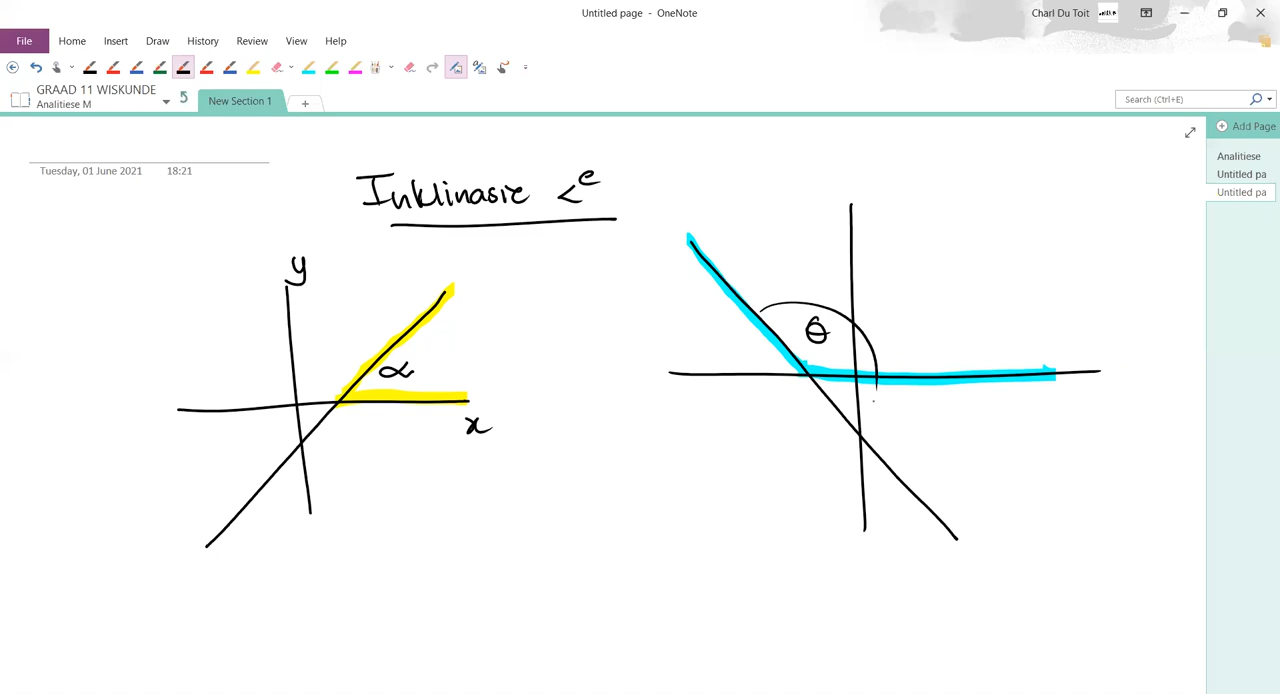 Untitled page - OneNote
Charl Du Toit
File Home Insert Draw History Review View Help
GRAAD 11 WISKUNDE
Analitiese M
New Section 1
Search (Ctrl+E)
Add Page
Analitiese
Untitled pa
Untitled pa
Tuesday, 01 June 2021 18:21
Inklinasie <e
y
α
x
θ